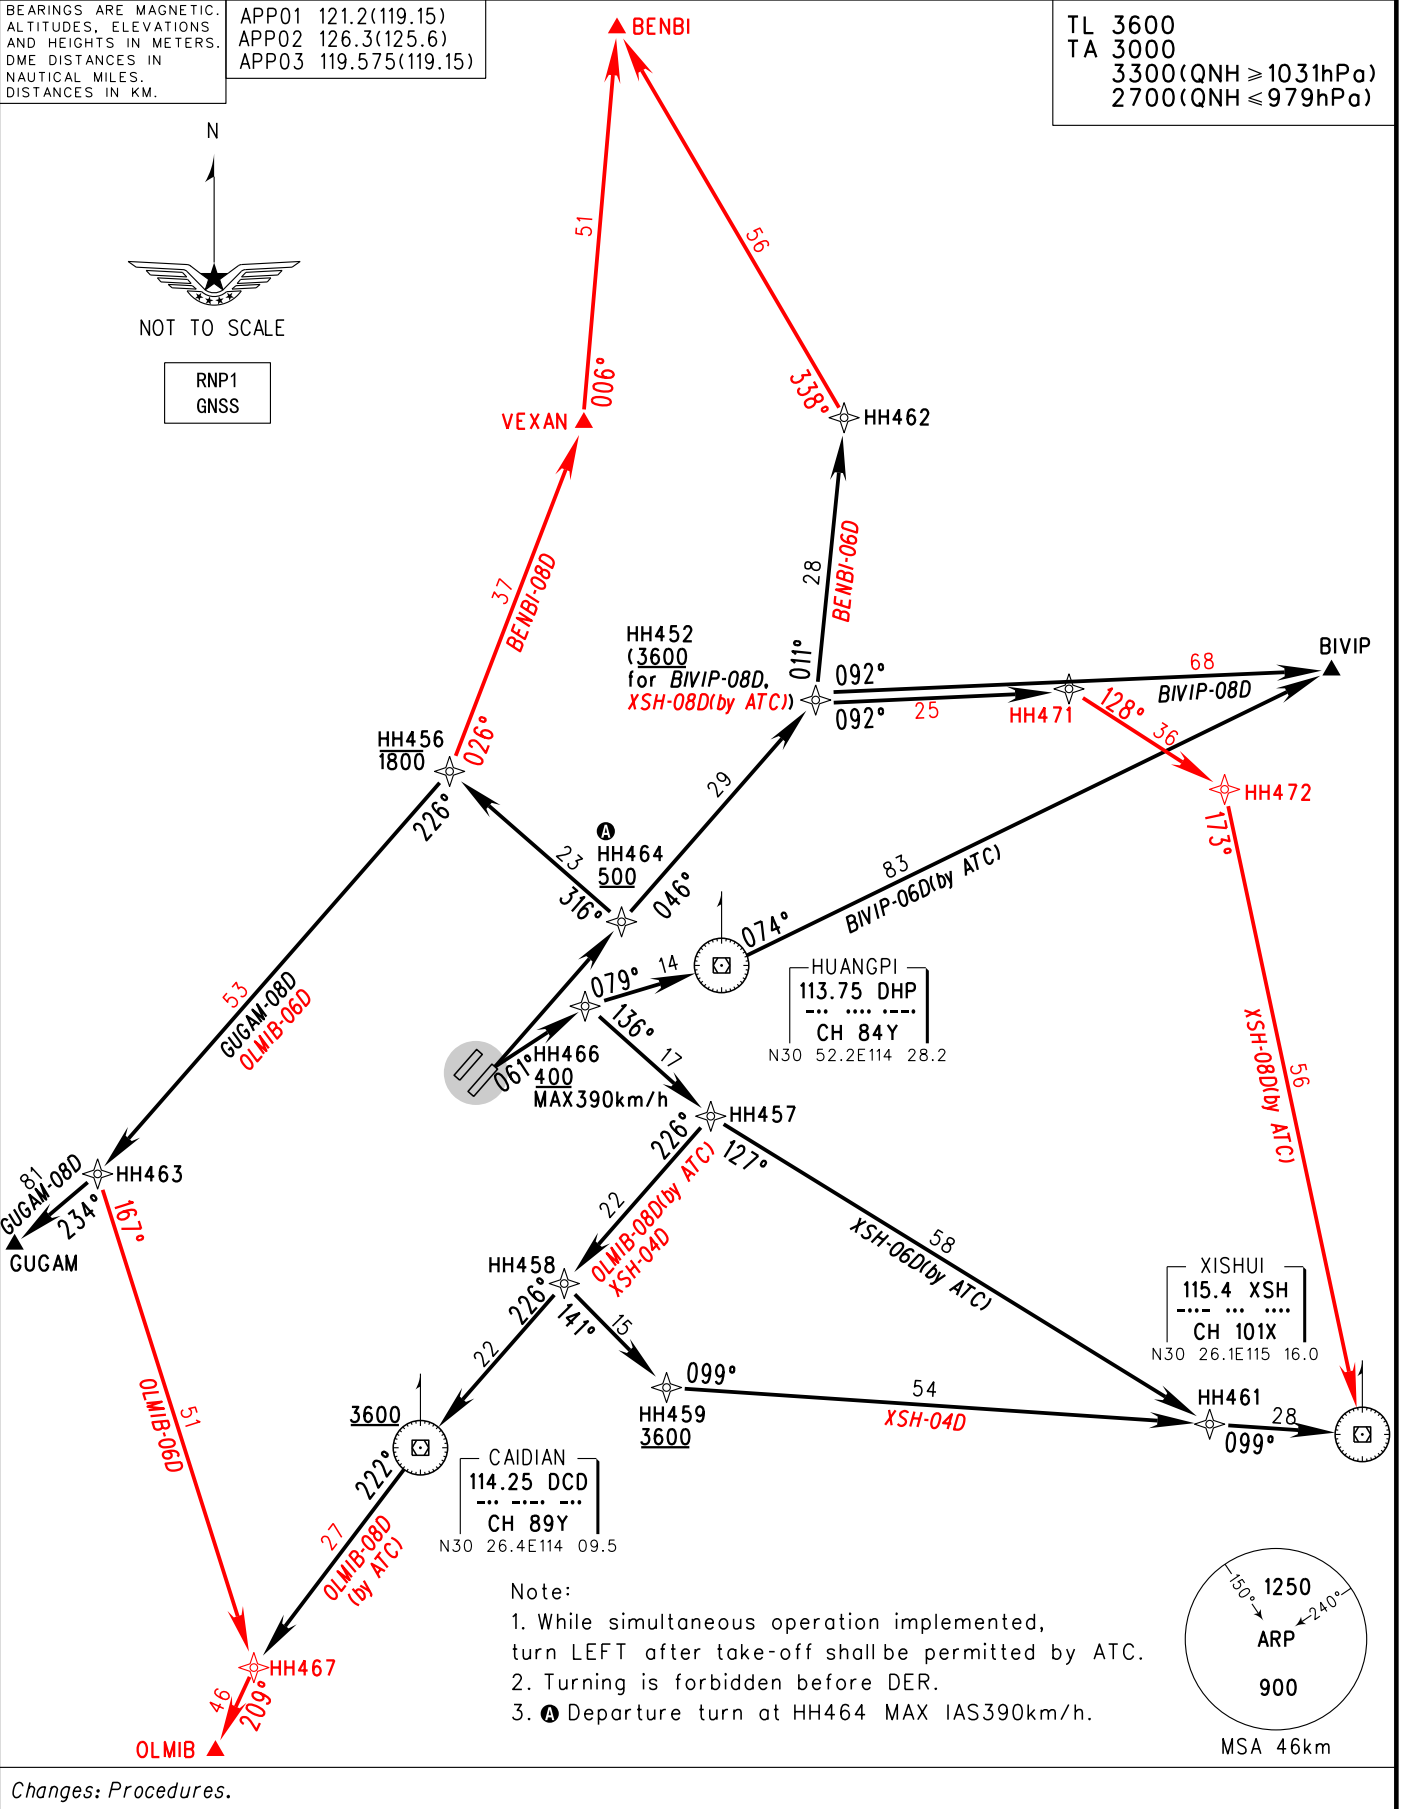 BEARINGS ARE MAGNETIC.
ALTITUDES, ELEVATIONS
AND HEIGHTS IN METERS.
DME DISTANCES IN
NAUTICAL MILES.
DISTANCES IN KM.
APP01 121.2(119.15)
APP02 126.3(125.6)
APP03 119.575(119.15)
BENBI
TL 3600
TA 3000
3300(QNH ≥1031hPa)
2700(QNH ≤979hPa)
N
NOT TO SCALE
RNP1
GNSS
51
56
006°
338°
VEXAN
HH462
37
BENBI-08D
28
BENBI-06D
HH452
(3600
for BIVIP-08D,
XSH-08D(by ATC))
011°
092°
092°
68
BIVIP-08D
BIVIP
25
HH471
128°
36
HH472
173°
HH456
1800
026°
226°
29
A
HH464
500
23
316°
046°
83
BIVIP-06D(by ATC)
074°
53
GUGAM-08D
OLMIB-06D
079°
14
HUANGPI
113.75 DHP
-·· ···· ·--·
CH 84Y
N30 52.2E114 28.2
136°
17
061°
HH466
400
MAX390km/h
XSH-08D(by ATC)
56
HH457
226°
127°
HH463
81
GUGAM-08D
234°
167°
GUGAM
22
OLMIB-08D(by ATC)
XSH-04D
58
XSH-06D(by ATC)
HH458
226°
141°
15
22
XISHUI
115.4 XSH
-··- ··· ····
CH 101X
N30 26.1E115 16.0
099°
54
XSH-04D
HH459
3600
HH461
28
099°
OLMIB-06D
51
3600
222°
CAIDIAN
114.25 DCD
-·· -·-· -··
CH 89Y
N30 26.4E114 09.5
27
OLMIB-08D
(by ATC)
HH467
46
209°
OLMIB
Note:
1. While simultaneous operation implemented,
turn LEFT after take-off shall be permitted by ATC.
2. Turning is forbidden before DER.
3. A Departure turn at HH464 MAX IAS390km/h.
150°
1250
240°
ARP
900
MSA 46km
Changes: Procedures.